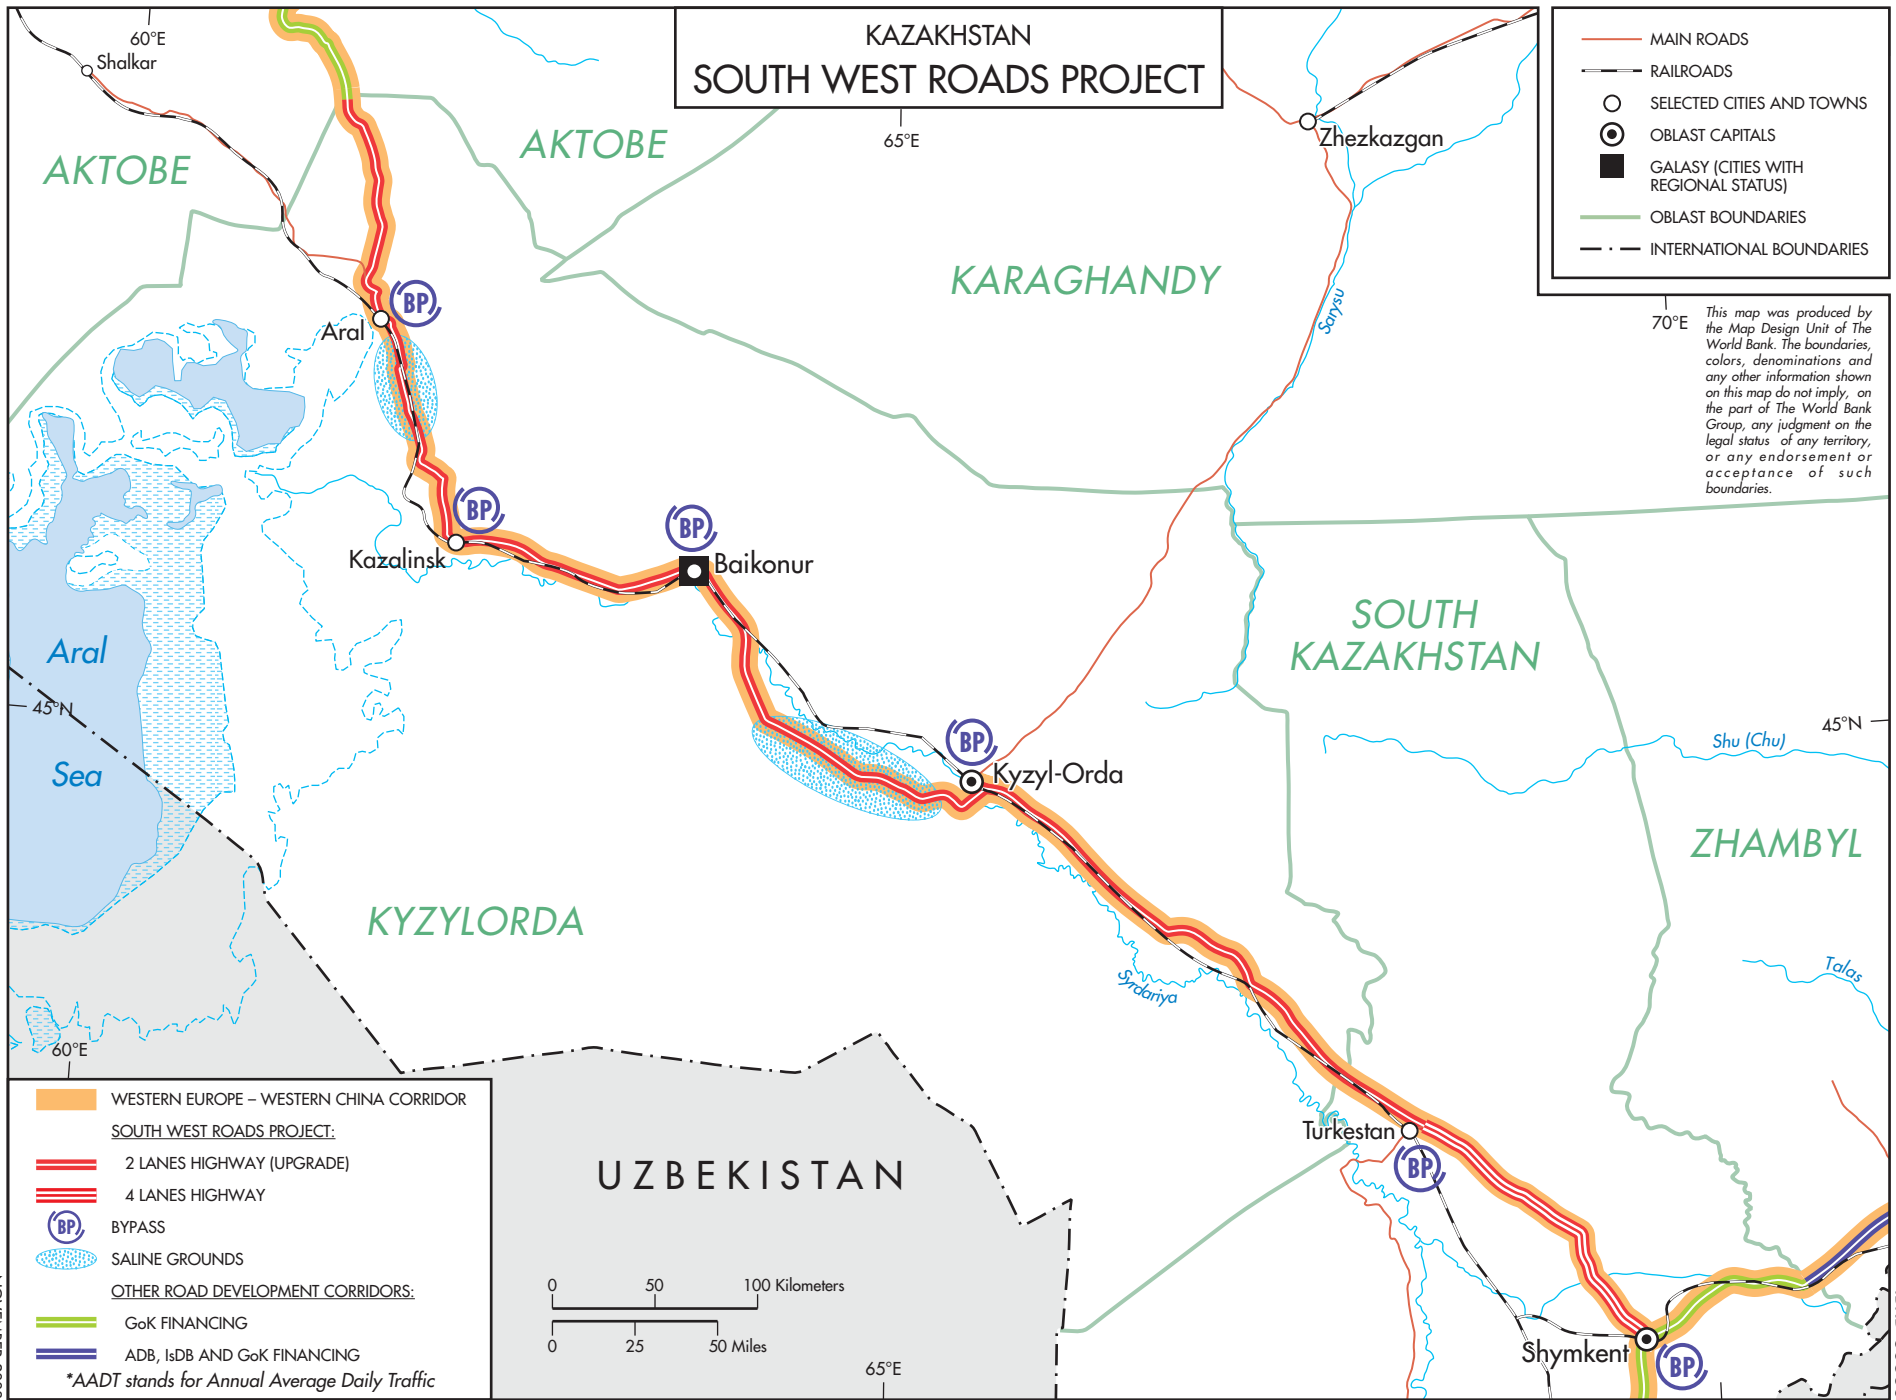 KAZAKHSTAN
SOUTH WEST ROADS PROJECT
MAIN ROADS
RAILROADS
SELECTED CITIES AND TOWNS
OBLAST CAPITALS
GALASY (CITIES WITH
REGIONAL STATUS)
OBLAST BOUNDARIES
INTERNATIONAL BOUNDARIES
This map was produced by
the Map Design Unit of The
World Bank. The boundaries,
colors, denominations and
any other information shown
on this map do not imply, on
the part of The World Bank
Group, any judgment on the
legal status of any territory,
or any endorsement or
acceptance of such
boundaries.
60°E
Shalkar
65°E
Zhezkazgan
AKTOBE
AKTOBE
KARAGHANDY
70°E
Sarysu
BP
Aral
BP
Kazalinsk
BP
Baikonur
SOUTH
KAZAKHSTAN
Aral
Sea
45°N
45°N
Shu (Chu)
BP
Kyzyl-Orda
ZHAMBYL
KYZYLORDA
Syrdariya
Talas
60°E
Turkestan
BP
UZBEKISTAN
Shymkent
BP
65°E
0 50 100 Kilometers
0 25 50 Miles
WESTERN EUROPE – WESTERN CHINA CORRIDOR
SOUTH WEST ROADS PROJECT:
2 LANES HIGHWAY (UPGRADE)
4 LANES HIGHWAY
BP BYPASS
SALINE GROUNDS
OTHER ROAD DEVELOPMENT CORRIDORS:
GoK FINANCING
ADB, IsDB AND GoK FINANCING
*AADT stands for Annual Average Daily Traffic